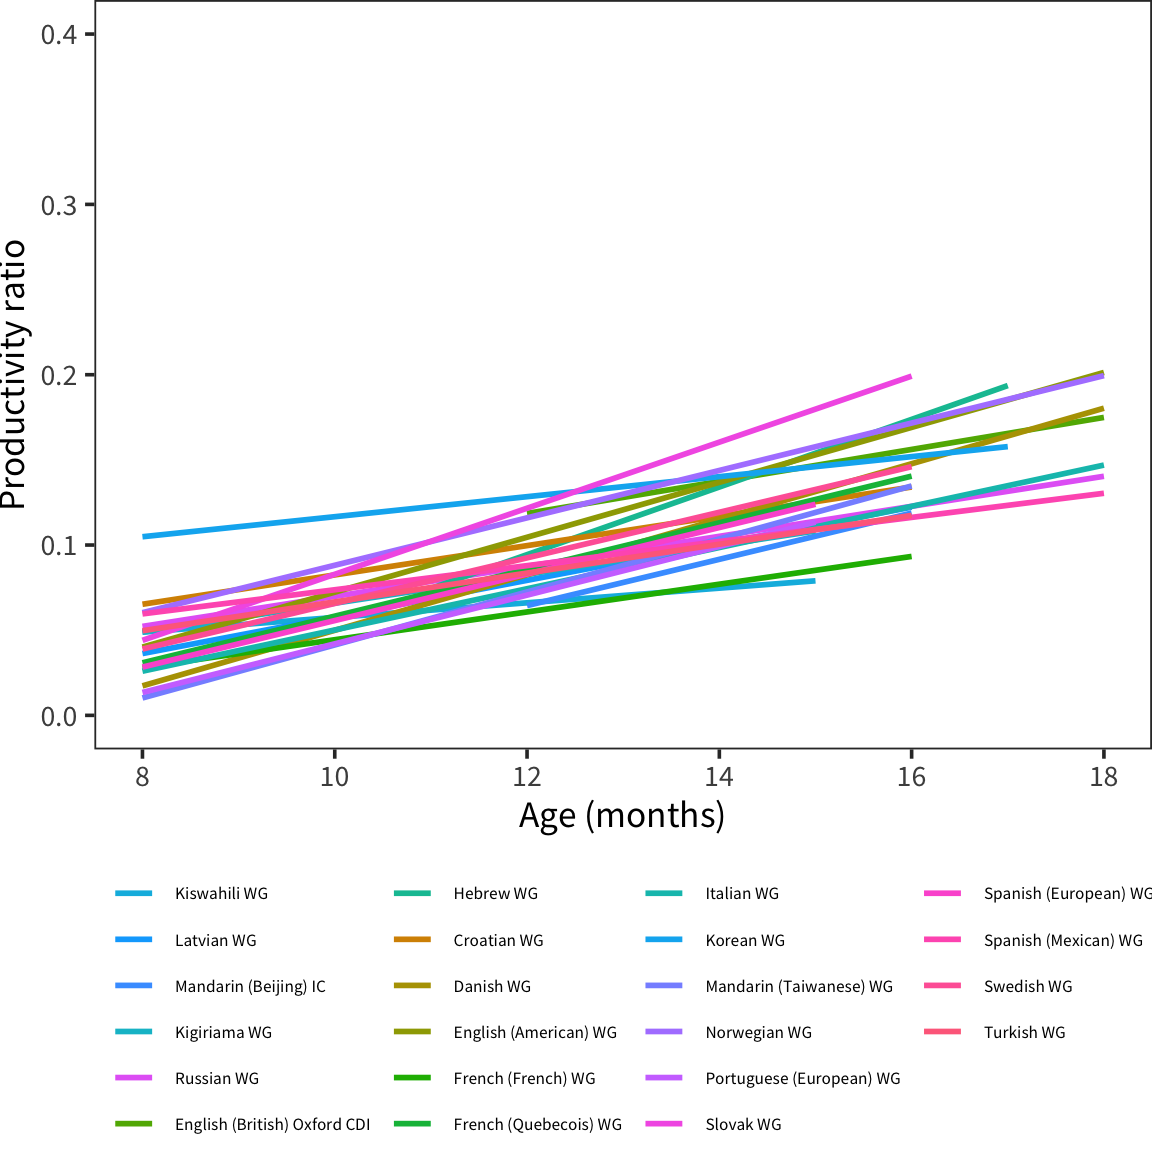 0.4
0.3
0.2
0.1
0.0
Productivity ratio
8 10 12 14 16 18
Age (months)
Kiswahili WG Hebrew WG Italian WG Spanish (European) WG
Latvian WG Croatian WG Korean WG Spanish (Mexican) WG
Mandarin (Beijing) IC Danish WG Mandarin (Taiwanese) WG Swedish WG
Kigiriama WG English (American) WG Norwegian WG Turkish WG
Russian WG French (French) WG Portuguese (European) WG
English (British) Oxford CDI French (Quebecois) WG Slovak WG